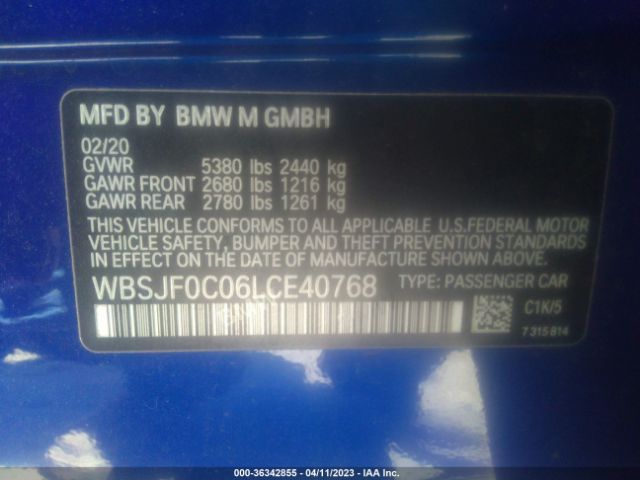 MFD BY BMW M GMBH
02/20
GVWR 5380 lbs 2440 kg
GAWR FRONT 2680 lbs 1216 kg
GAWR REAR 2780 lbs 1261 kg
THIS VEHICLE CONFORMS TO ALL APPLICABLE U.S.FEDERAL MOTOR
VEHICLE SAFETY, BUMPER AND THEFT PREVENTION STANDARDS
IN EFFECT ON THE DATE OF MANUFACTURE SHOWN ABOVE.
WBSJF0C06LCE40768 TYPE: PASSENGER CAR
C1K/5
7315814
000-36342855 - 04/11/2023 - IAA Inc.